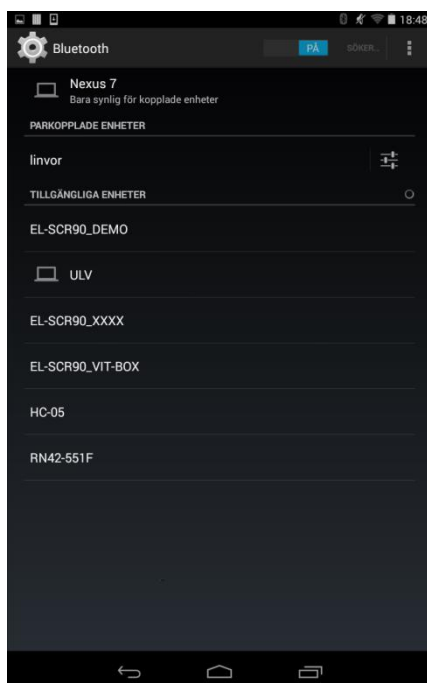 18:48
Bluetooth
PÅ
SÖKER...
Nexus 7
Bara synlig för kopplade enheter
PARKOPPLADE ENHETER
linvor
TILLGÄNGLIGA ENHETER
EL-SCR90_DEMO
ULV
EL-SCR90_XXXX
EL-SCR90_VIT-BOX
HC-05
RN42-551F